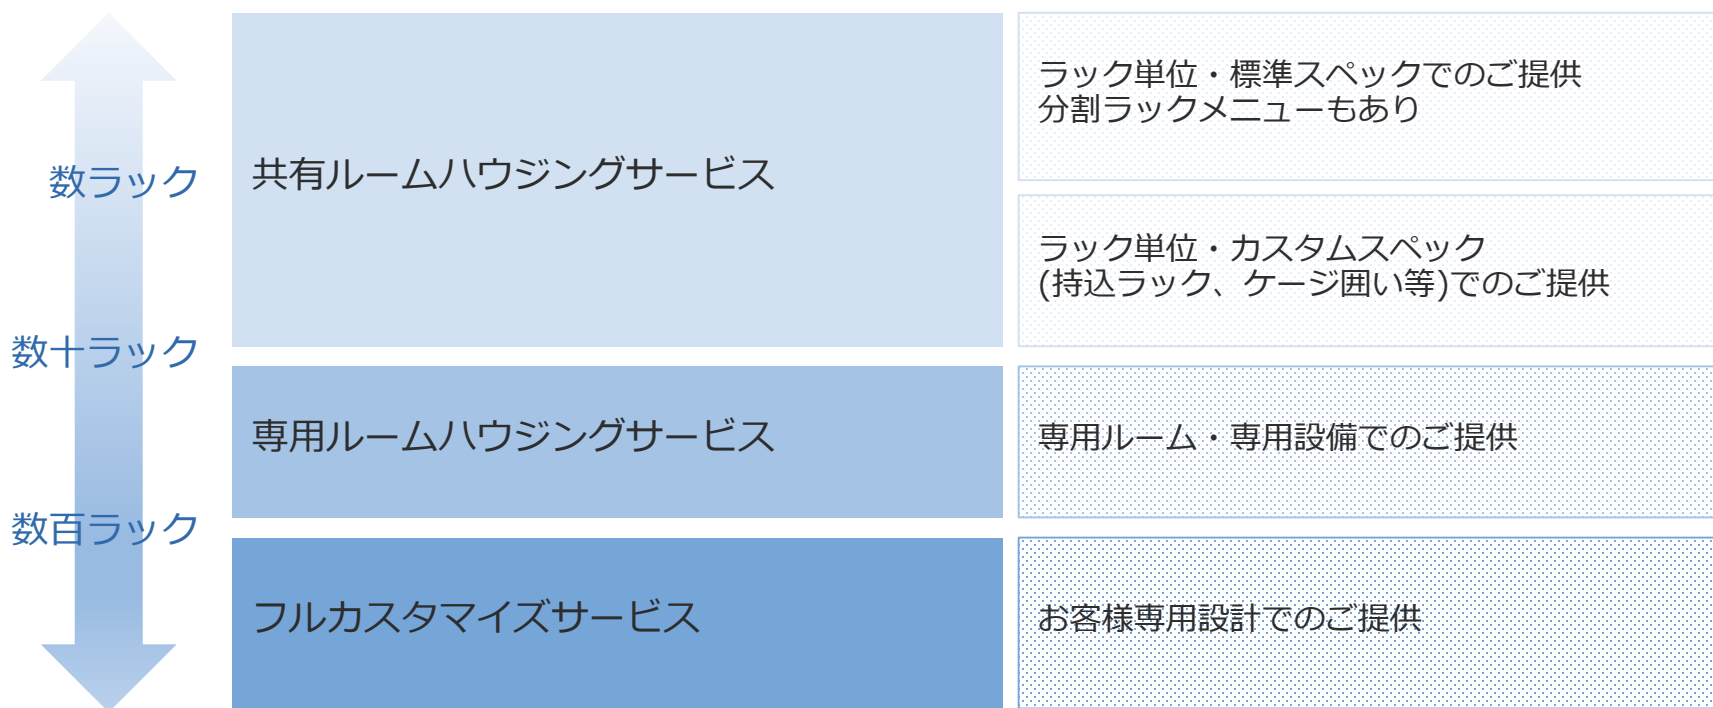 数ラック
数十ラック
数百ラック
共有ルームハウジングサービス
ラック単位・標準スペックでのご提供
分割ラックメニューもあり
ラック単位・カスタムスペック
(持込ラック、ケージ囲い等)でのご提供
専用ルームハウジングサービス
専用ルーム・専用設備でのご提供
フルカスタマイズサービス
お客様専用設計でのご提供